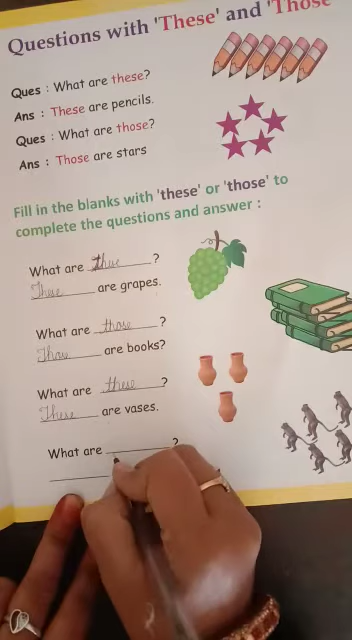 Questions with 'These' and 'Those'
Ques : What are these?
Ans : These are pencils.
Ques : What are those?
Ans : Those are stars
Fill in the blanks with 'these' or 'those' to
complete the questions and answer :
What are these ?
These are grapes.
What are those ?
Those are books?
What are these ?
These are vases.
What are ______ ?